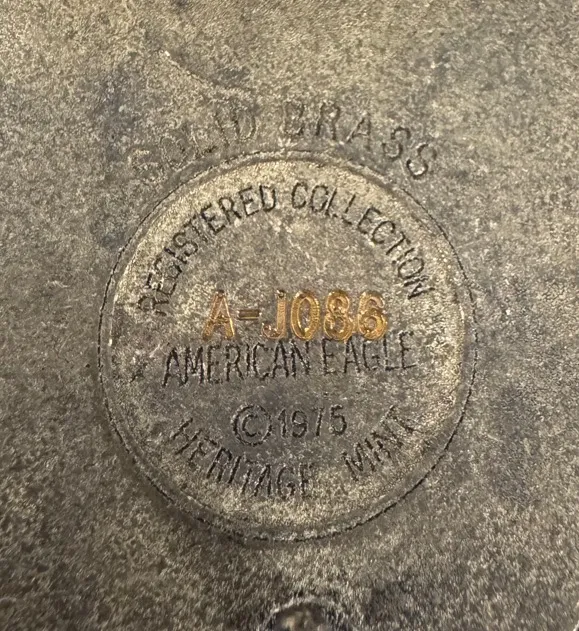 SOLID BRASS
REGISTERED COLLECTION
A-J086
AMERICAN EAGLE
©1975
HERITAGE MINT